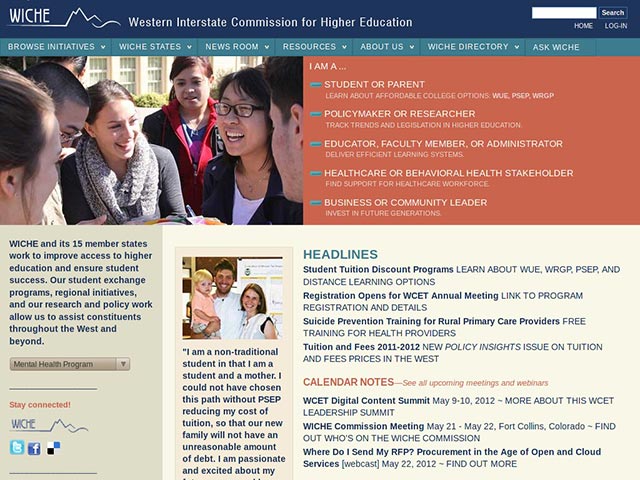 WICHE
Western Interstate Commission for Higher Education
Search
HOME LOG-IN
BROWSE INITIATIVES WICHE STATES NEWS ROOM RESOURCES ABOUT US WICHE DIRECTORY ASK WICHE
I AM A ...
STUDENT OR PARENT
LEARN ABOUT AFFORDABLE COLLEGE OPTIONS: WUE, PSEP, WRGP
POLICYMAKER OR RESEARCHER
TRACK TRENDS AND LEGISLATION IN HIGHER EDUCATION.
EDUCATOR, FACULTY MEMBER, OR ADMINISTRATOR
DELIVER EFFICIENT LEARNING SYSTEMS.
HEALTHCARE OR BEHAVIORAL HEALTH STAKEHOLDER
FIND SUPPORT FOR HEALTHCARE WORKFORCE.
BUSINESS OR COMMUNITY LEADER
INVEST IN FUTURE GENERATIONS.
WICHE and its 15 member states
work to improve access to higher
education and ensure student
success. Our student exchange
programs, regional initiatives,
and our research and policy work
allow us to assist constituents
throughout the West and
beyond.
Mental Health Program
Stay connected!
WICHE
"I am a non-traditional
student in that I am a
student and a mother. I
could not have chosen
this path without PSEP
reducing my cost of
tuition, so that our new
family will not have an
unreasonable amount
of debt. I am passionate
and excited about my
HEADLINES
Student Tuition Discount Programs LEARN ABOUT WUE, WRGP, PSEP, AND
DISTANCE LEARNING OPTIONS
Registration Opens for WCET Annual Meeting LINK TO PROGRAM
REGISTRATION AND DETAILS
Suicide Prevention Training for Rural Primary Care Providers FREE
TRAINING FOR HEALTH PROVIDERS
Tuition and Fees 2011-2012 NEW POLICY INSIGHTS ISSUE ON TUITION
AND FEES PRICES IN THE WEST
CALENDAR NOTES—See all upcoming meetings and webinars
WCET Digital Content Summit May 9-10, 2012 ~ MORE ABOUT THIS WCET
LEADERSHIP SUMMIT
WICHE Commission Meeting May 21 - May 22, Fort Collins, Colorado ~ FIND
OUT WHO'S ON THE WICHE COMMISSION
Where Do I Send My RFP? Procurement in the Age of Open and Cloud
Services [webcast] May 22, 2012 ~ FIND OUT MORE